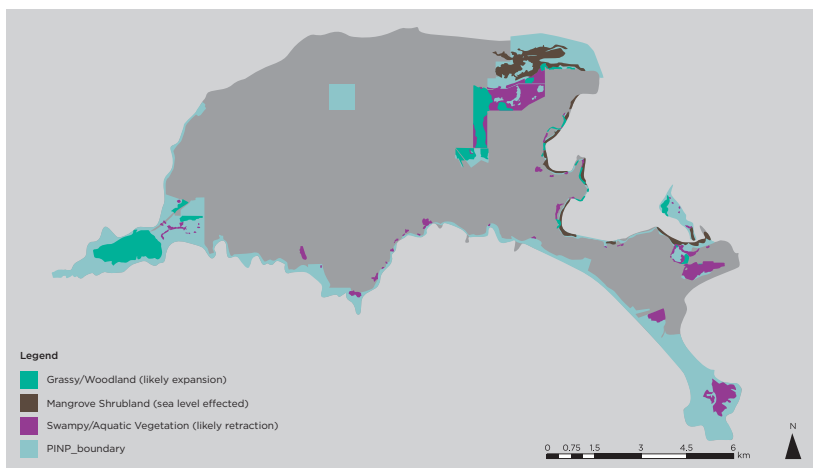 Legend
Grassy/Woodland (likely expansion)
Mangrove Shrubland (sea level effected)
Swampy/Aquatic Vegetation (likely retraction)
PINP_boundary
N
0 0.75 1.5 3 4.5 6
km